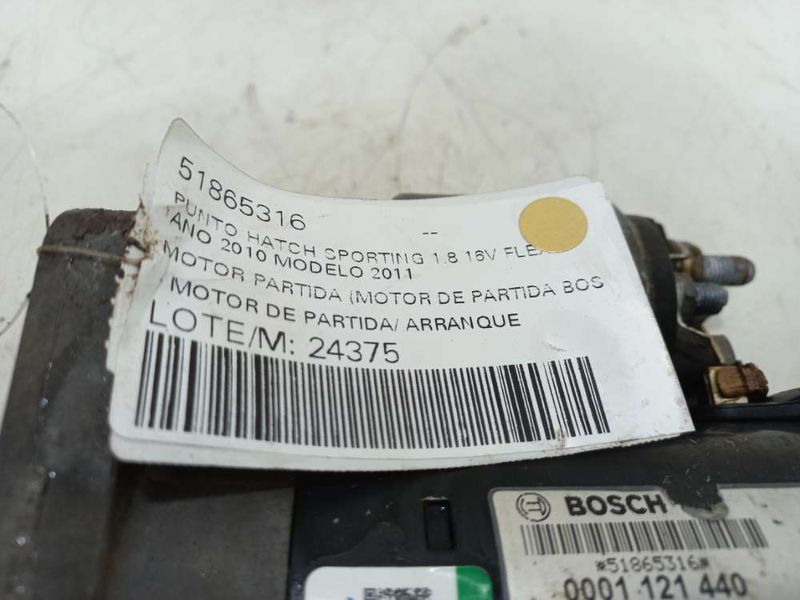 51865316
--
PUNTO HATCH SPORTING 1.8 16V FLEX
ANO 2010 MODELO 2011
MOTOR PARTIDA (MOTOR DE PARTIDA BOS
MOTOR DE PARTIDA/ ARRANQUE
LOTE/M: 24375
BOSCH
*51865316*
0001 121 440